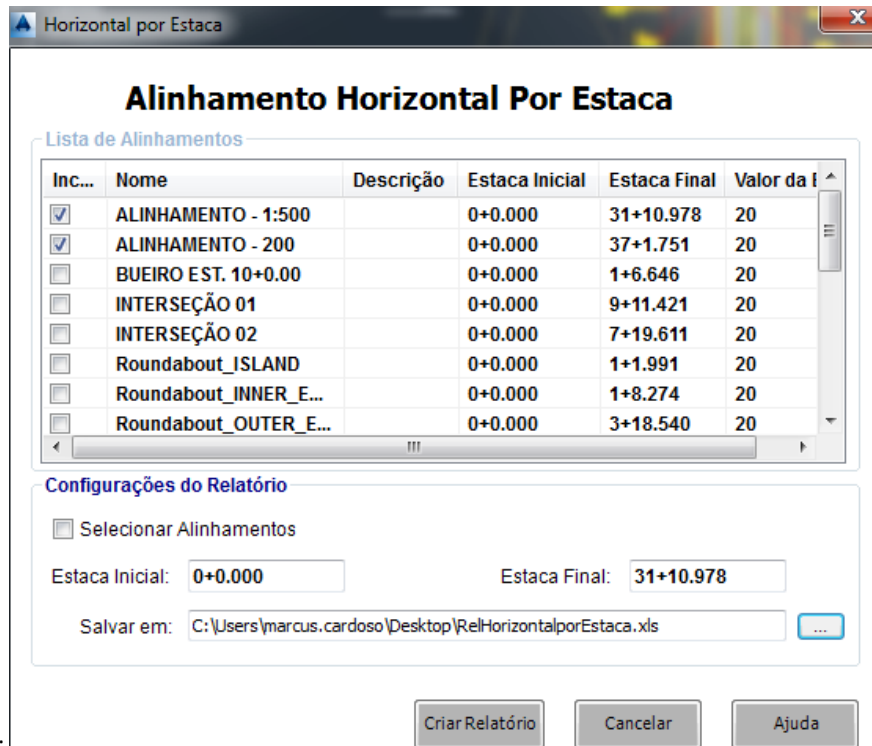 Horizontal por Estaca
Alinhamento Horizontal Por Estaca
Lista de Alinhamentos
Inc... Nome Descrição Estaca Inicial Estaca Final Valor da
ALINHAMENTO - 1:500 0+0.000 31+10.978 20
ALINHAMENTO - 200 0+0.000 37+1.751 20
BUEIRO EST. 10+0.00 0+0.000 1+6.646 20
INTERSEÇÃO 01 0+0.000 9+11.421 20
INTERSEÇÃO 02 0+0.000 7+19.611 20
Roundabout_ISLAND 0+0.000 1+1.991 20
Roundabout_INNER_E... 0+0.000 1+8.274 20
Roundabout_OUTER_E... 0+0.000 3+18.540 20
Configurações do Relatório
Selecionar Alinhamentos
Estaca Inicial: 0+0.000 Estaca Final: 31+10.978
Salvar em: C:\Users\marcus.cardoso\Desktop\RelHorizontalporEstaca.xls ...
Criar Relatório Cancelar Ajuda